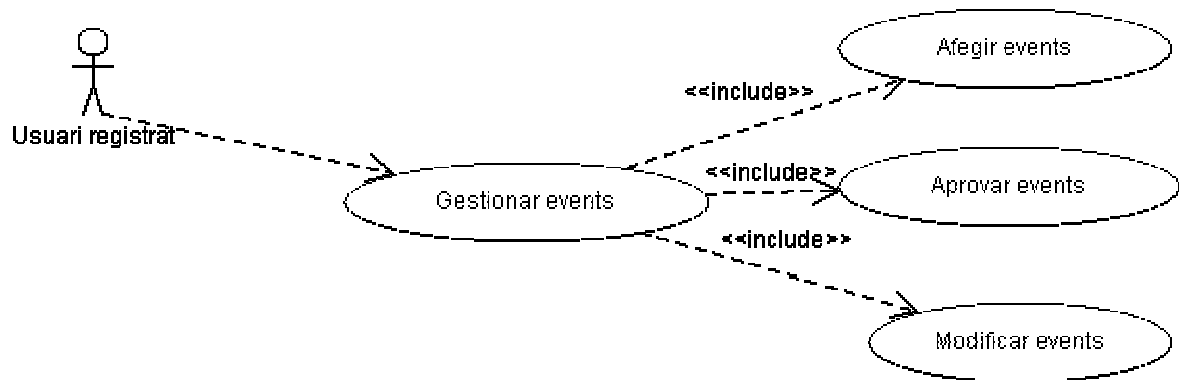 Afegir events
<<include>>
Usuari registrat
Gestionar events
<<include>>
Aprovar events
<<include>>
Modificar events